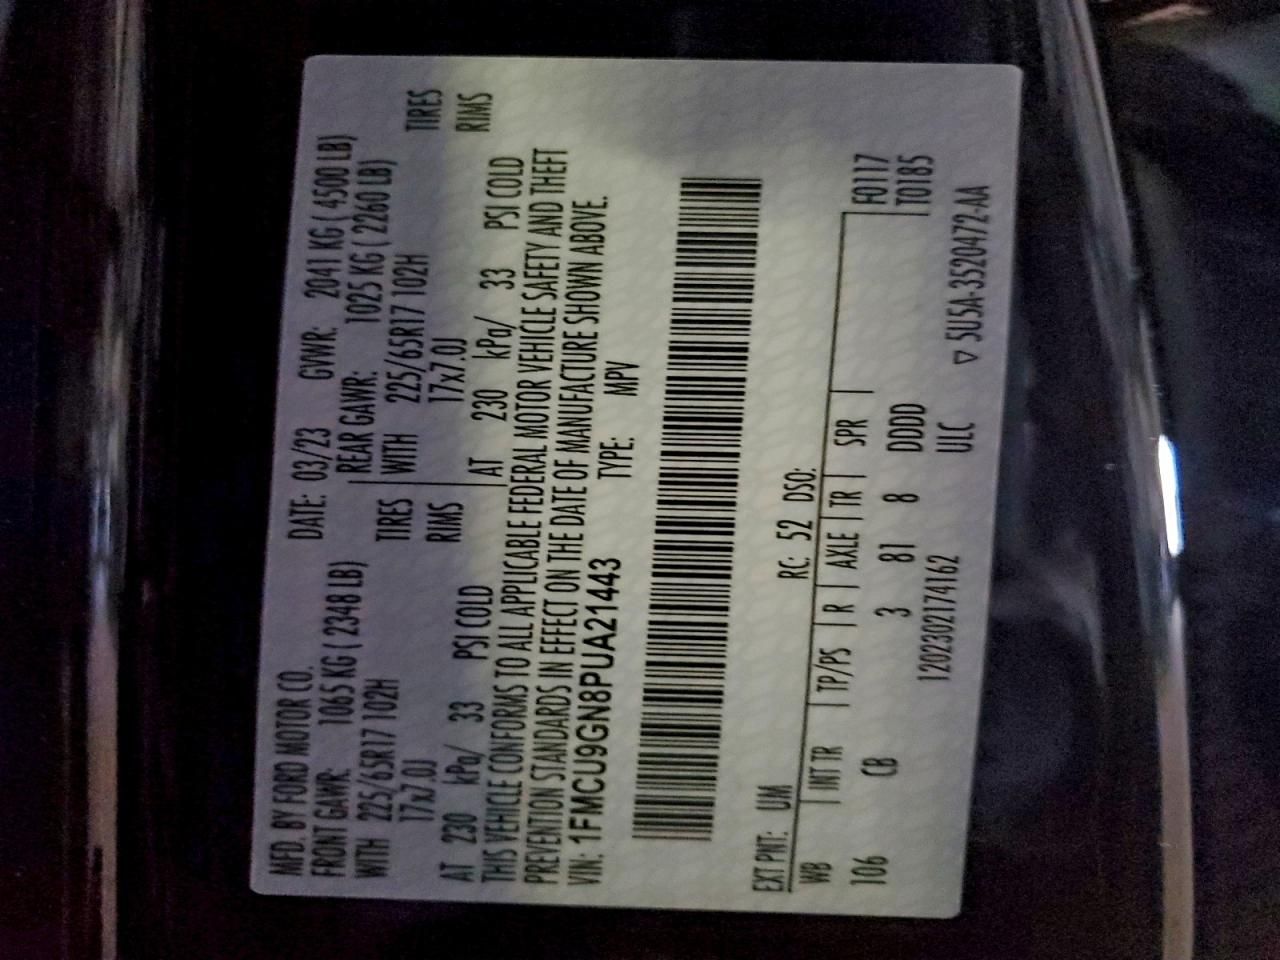 MFD. BY FORD MOTOR CO. DATE: 03/23 GVWR: 2041 KG ( 4500 LB)
FRONT GAWR: 1065 KG ( 2348 LB) REAR GAWR: 1025 KG ( 2260 LB)
WITH 225/65R17 102H TIRES WITH 225/65R17 102H TIRES
17x7.0J RIMS 17x7.0J RIMS
AT 230 kPa/ 33 PSI COLD AT 230 kPa/ 33 PSI COLD
THIS VEHICLE CONFORMS TO ALL APPLICABLE FEDERAL MOTOR VEHICLE SAFETY AND THEFT
PREVENTION STANDARDS IN EFFECT ON THE DATE OF MANUFACTURE SHOWN ABOVE.
VIN: 1FMCU9GN8PUA21443 TYPE: MPV
EXT PNT: UM RC: 52 DSO:
WB INT TR TP/PS R AXLE TR SPR F0117
106 CB 3 81 8 DDDD T0185
1202302174162 ULC ▽ 5U5A-3520472-AA